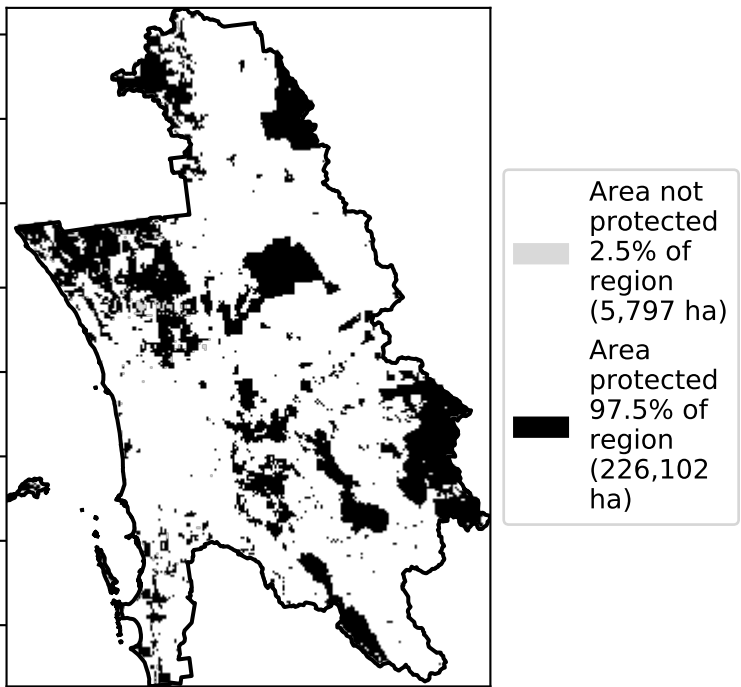 Area not
protected
2.5% of
region
(5,797 ha)
Area
protected
97.5% of
region
(226,102
ha)